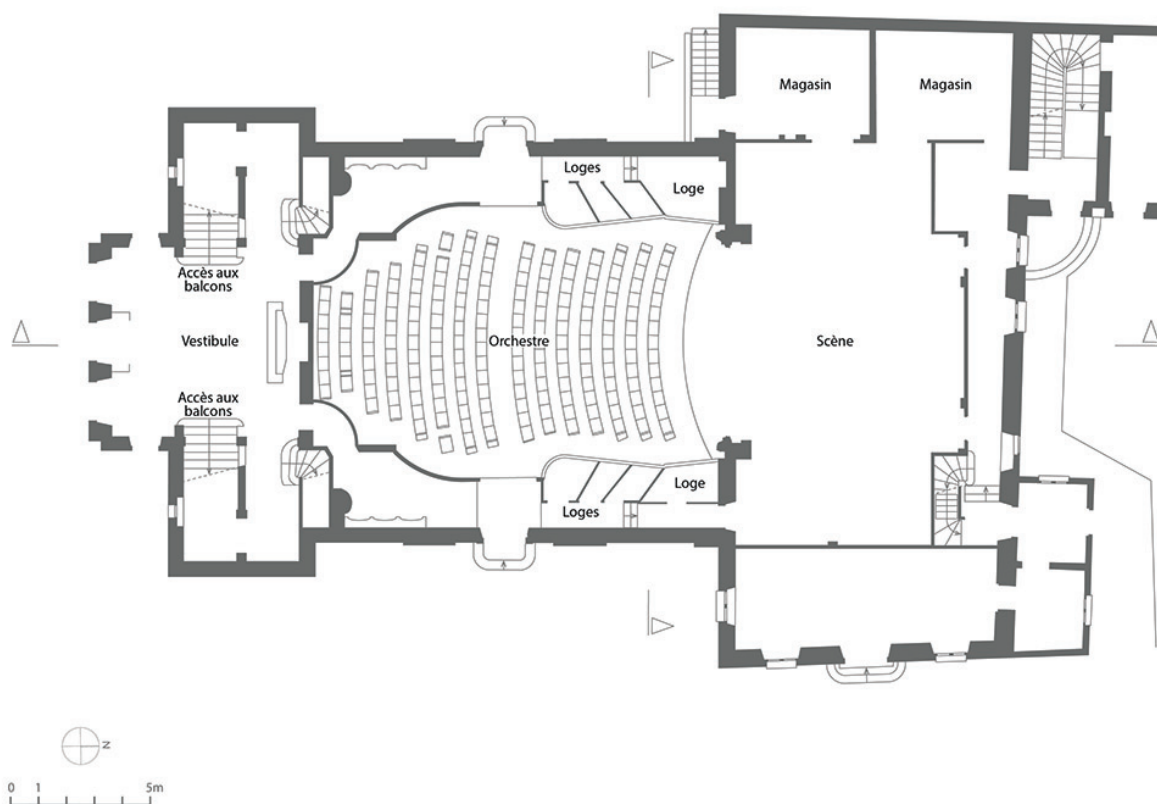 Magasin
Magasin
Loges
Loge
Accès aux
balcons
Vestibule
Orchestre
Scène
Accès aux
balcons
Loge
Loges
N
0 1 5m